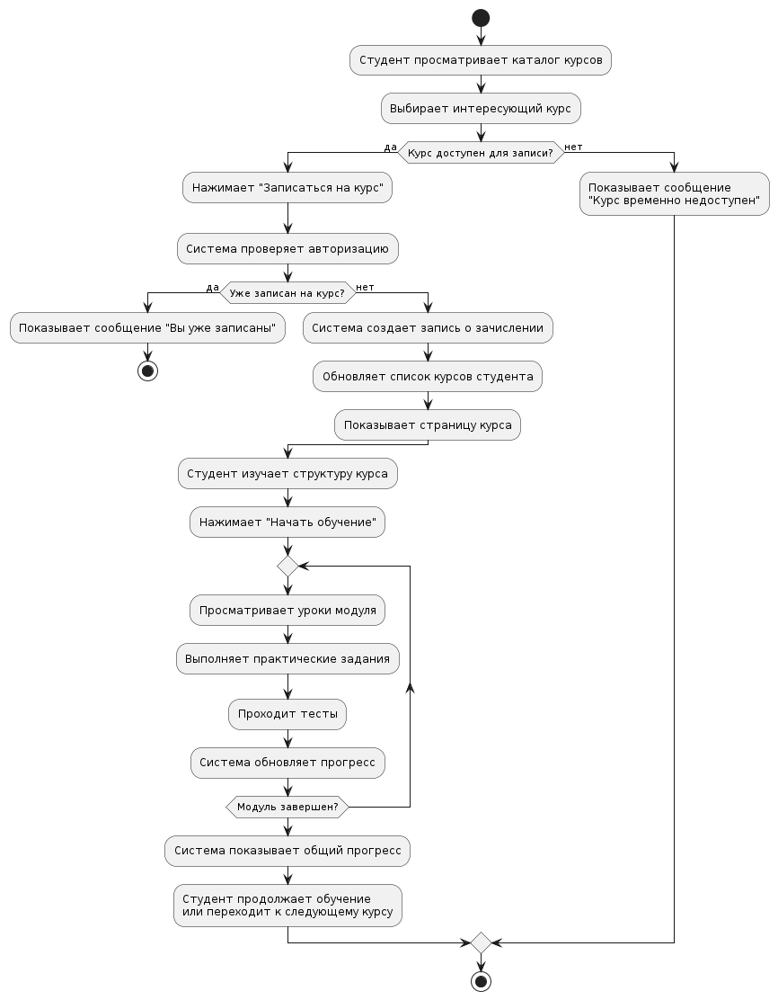 Студент просматривает каталог курсов
Выбирает интересующий курс
да
Курс доступен для записи?
нет
Нажимает "Записаться на курс"
Показывает сообщение
"Курс временно недоступен"
Система проверяет авторизацию
да
Уже записан на курс?
нет
Показывает сообщение "Вы уже записаны"
Система создает запись о зачислении
Обновляет список курсов студента
Показывает страницу курса
Студент изучает структуру курса
Нажимает "Начать обучение"
Просматривает уроки модуля
Выполняет практические задания
Проходит тесты
Система обновляет прогресс
Модуль завершен?
Система показывает общий прогресс
Студент продолжает обучение
или переходит к следующему курсу